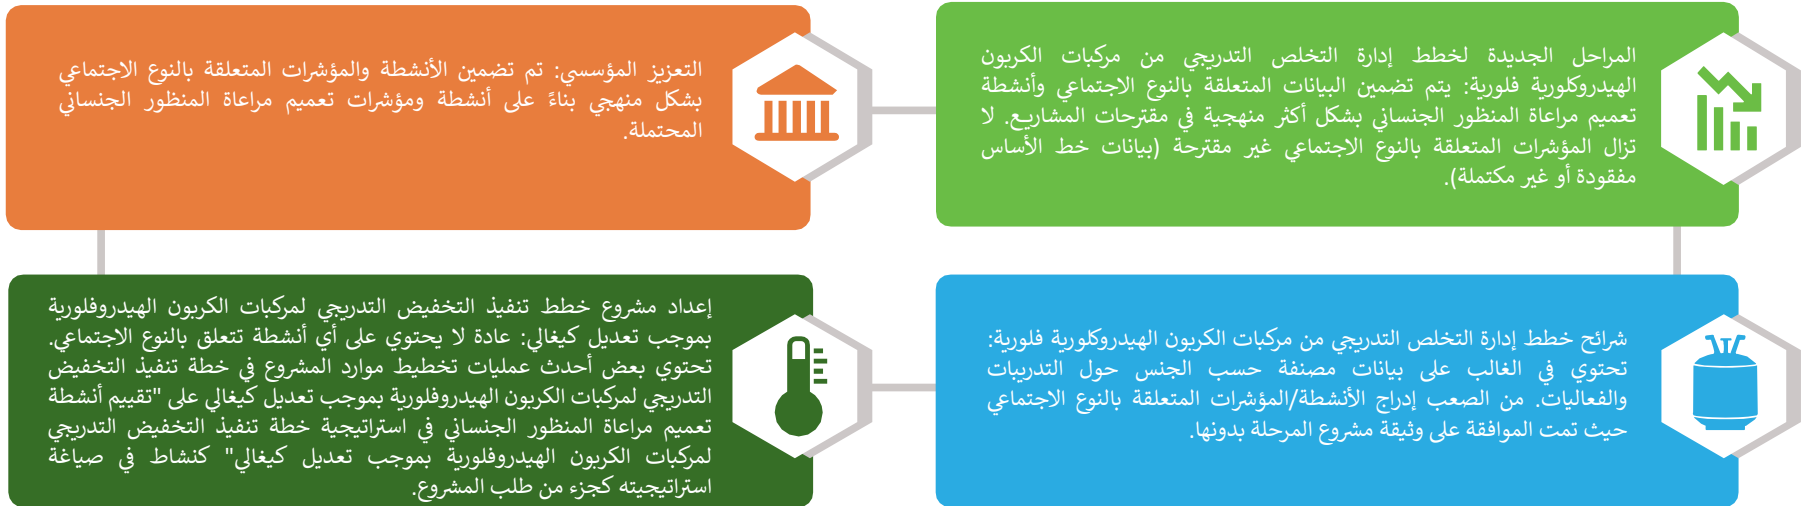 المراحل الجديدة لخطط إدارة التخلص التدريجي من مركبات الكربون
الهيدروكلورية فلورية: يتم تضمين البيانات المتعلقة بالنوع الاجتماعي وأنشطة
تعميم مراعاة المنظور الجنساني بشكل أكثر منهجية في مقترحات المشاريع. لا
تزال المؤشرات المتعلقة بالنوع الاجتماعي غير مقترحة (بيانات خط الأساس
مفقودة أو غير مكتملة).
التعزيز المؤسسي: تم تضمين الأنشطة والمؤشرات المتعلقة بالنوع الاجتماعي
بشكل منهجي بناءً على أنشطة ومؤشرات تعميم مراعاة المنظور الجنساني
المحتملة.
شرائح خطط إدارة التخلص التدريجي من مركبات الكربون الهيدروكلورية فلورية:
تحتوي في الغالب على بيانات مصنفة حسب الجنس حول التدريبات
والفعاليات. من الصعب إدراج الأنشطة/المؤشرات المتعلقة بالنوع الاجتماعي
حيث تمت الموافقة على وثيقة مشروع المرحلة بدونها.
إعداد مشروع خطط تنفيذ التخفيض التدريجي لمركبات الكربون الهيدروفلورية
بموجب تعديل كيغالي: عادة لا يحتوي على أي أنشطة تتعلق بالنوع الاجتماعي.
تحتوي بعض أحدث عمليات تخطيط موارد المشروع في خطة تنفيذ التخفيض
التدريجي لمركبات الكربون الهيدروفلورية بموجب تعديل كيغالي على "تقييم أنشطة
تعميم مراعاة المنظور الجنساني في استراتيجية خطة تنفيذ التخفيض التدريجي
لمركبات الكربون الهيدروفلورية بموجب تعديل كيغالي" كنشاط في صياغة
استراتيجيته كجزء من طلب المشروع.